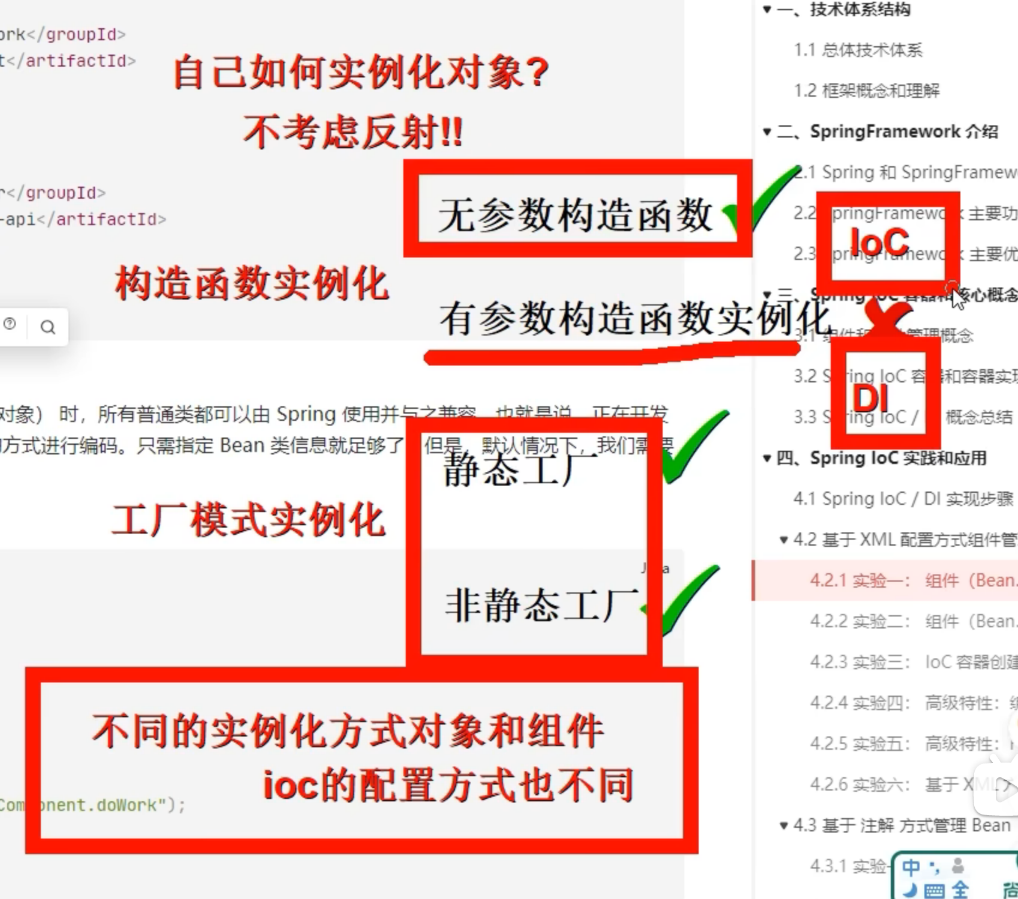 ork</groupId>
t</artifactId>
自己如何实例化对象?
不考虑反射!!
r</groupId>
-api</artifactId>
无参数构造函数
构造函数实例化
有参数构造函数实例化
对象） 时，所有普通类都可以由 Spring 使用并与之兼容。也就是说，正在开发
的方式进行编码。只需指定 Bean 类信息就足够了 但是，默认情况下，我们需要
静态工厂
工厂模式实例化
非静态工厂
不同的实例化方式对象和组件
ioc的配置方式也不同
Component.doWork");
一、技术体系结构
1.1 总体技术体系
1.2 框架概念和理解
二、SpringFramework 介绍
2.1 Spring 和 SpringFramew
2.2 SpringFramework 主要功
IoC
2.3 SpringFramework 主要优
三、Spring IoC 容器和核心概念
3.1 组件和组件管理概念
3.2 Spring IoC 容器和容器实现
DI
3.3 Spring IoC / DI 概念总结
四、Spring IoC 实践和应用
4.1 Spring IoC / DI 实现步骤
4.2 基于 XML 配置方式组件管
4.2.1 实验一： 组件（Bean.
4.2.2 实验二： 组件（Bean.
4.2.3 实验三： IoC 容器创建
4.2.4 实验四： 高级特性：
4.2.5 实验五： 高级特性：
4.2.6 实验六： 基于 XML
4.3 基于 注解 方式管理 Bean
4.3.1 实验
中
全